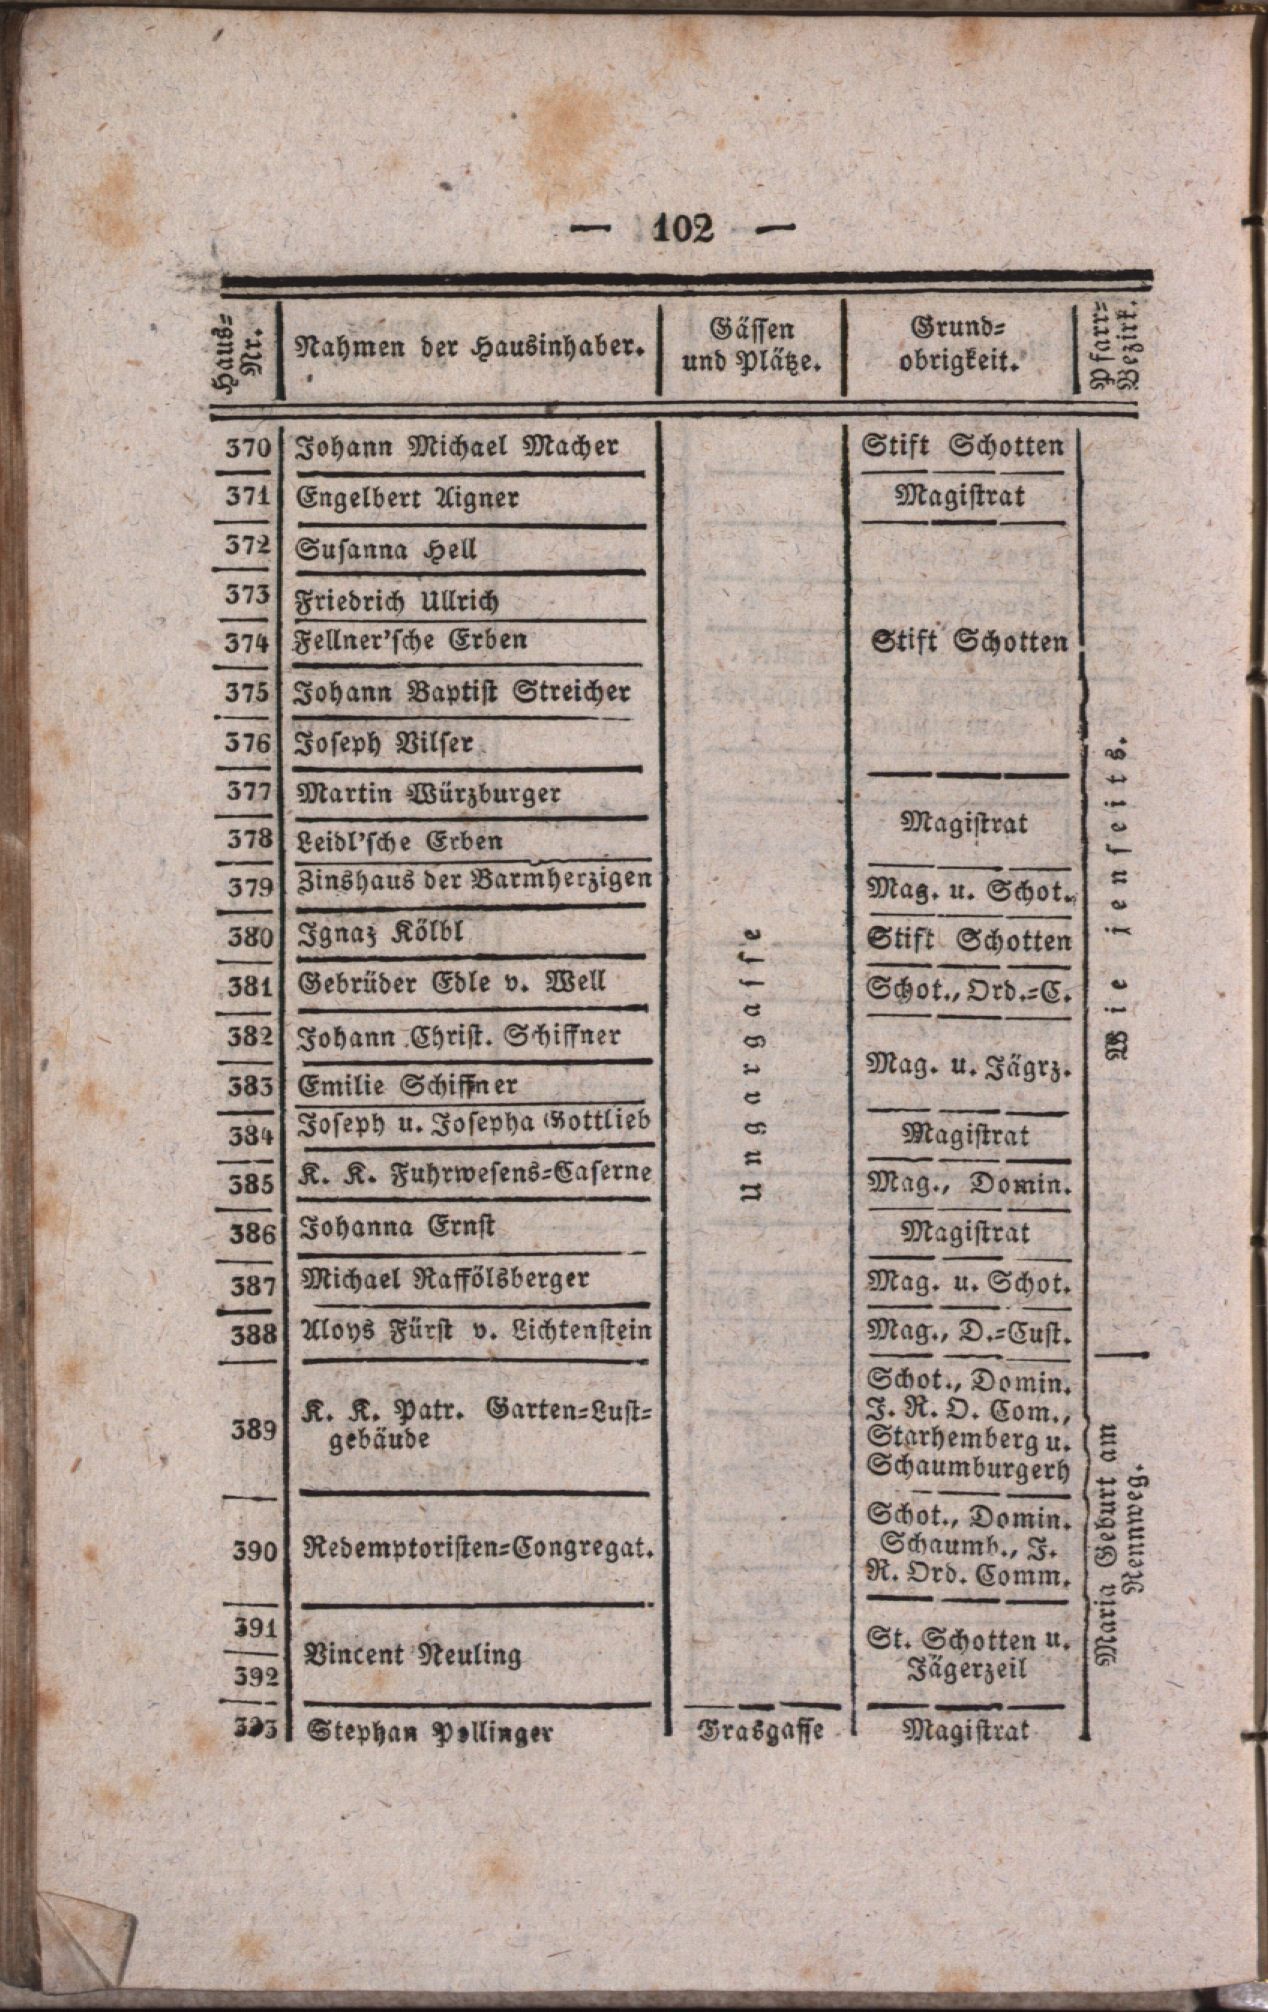 — 102 —
Haus-
Nr.
Nahmen der Hausinhaber.
Gässen
und Plätze.
Grund-
obrigkeit.
Pfarr-
Bezirk.
370 Johann Michael Macher Stift Schotten
371 Engelbert Aigner Magistrat
372 Susanna Hell
373 Friedrich Ullrich
374 Fellner'sche Erben Stift Schotten
375 Johann Baptist Streicher
376 Joseph Vilser
377 Martin Würzburger
Magistrat
378 Leidl'sche Erben
379 Zinshaus der Barmherzigen Mag. u. Schot.
380 Ignaz Kölbl Stift Schotten
381 Gebrüder Edle v. Well Schot., Ord.-C.
382 Johann Christ. Schiffner
Mag. u. Jägrz.
383 Emilie Schiffner
384 Joseph u. Josepha Gottlieb Magistrat
385 K. K. Fuhrwesens-Caserne Mag., Domin.
386 Johanna Ernst Magistrat
387 Michael Raffölsberger Mag. u. Schot.
388 Aloys Fürst v. Lichtenstein Mag., D.-Cust.
Ungargasse
Wie jenseits.
389 K. K. Patr. Garten-Lust-
gebäude
Schot., Domin.
J. R. O. Com.,
Starhemberg u.
Schaumburgerh
390 Redemptoristen-Congregat.
Schot., Domin.
Schaumb., J.
R. Ord. Comm.
Maria Geburt am
Rennweg.
391
392
Vincent Neuling
St. Schotten u.
Jägerzeil
393 Stephan Pollinger Frasgasse Magistrat